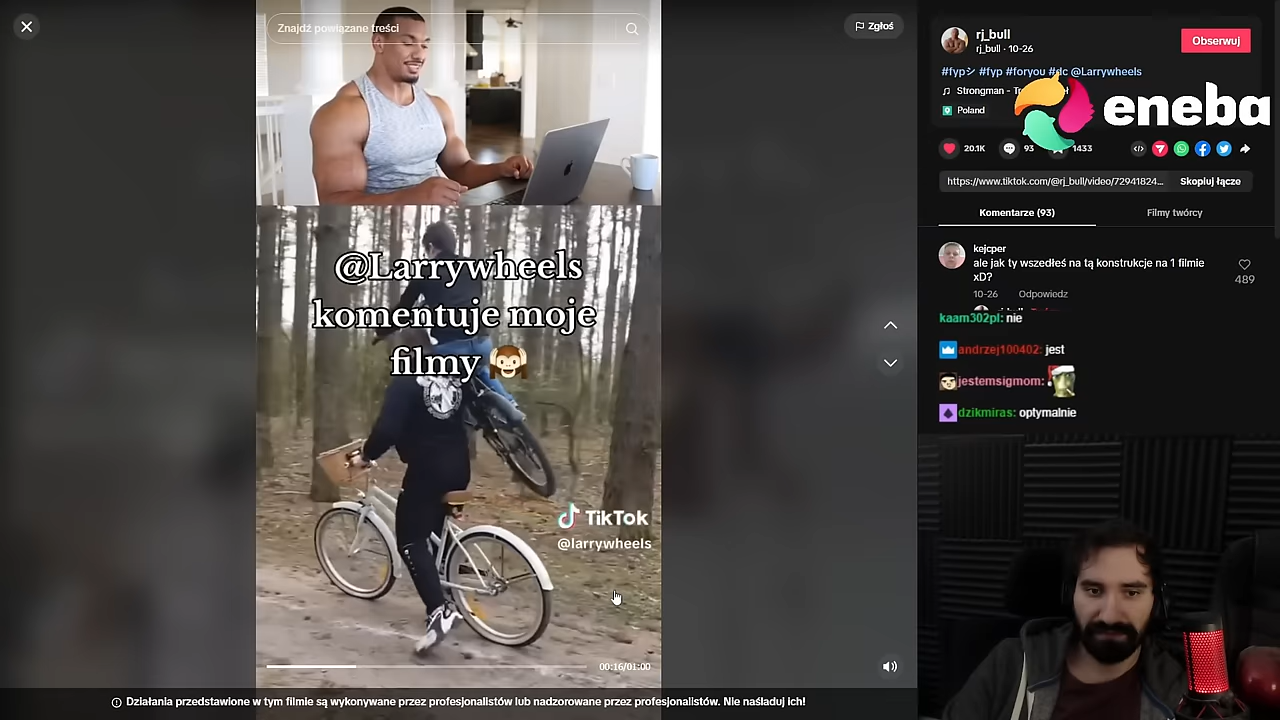 Znajdź powiązane treści
Zgłoś
@Larrywheels
komentuje moje
filmy 🙉
TikTok
@larrywheels
00:16/01:00
Działania przedstawione w tym filmie są wykonywane przez profesjonalistów lub nadzorowane przez profesjonalistów. Nie naśladuj ich!
rj_bull
rj_bull · 10-26
Obserwuj
#fypシ #fyp #foryou #dc @Larrywheels
Strongman -
Poland
eneba
20.1K
93
1433
https://www.tiktok.com/@rj_bull/video/72941824...
Skopiuj łącze
Komentarze (93)
Filmy twórcy
kejcper
ale jak ty wszedłeś na tą konstrukcje na 1 filmie
xD?
489
10-26
Odpowiedz
kaam302pl: nie
andrzej100402: jest
jestemsigmom:
dzikmiras: optymalnie